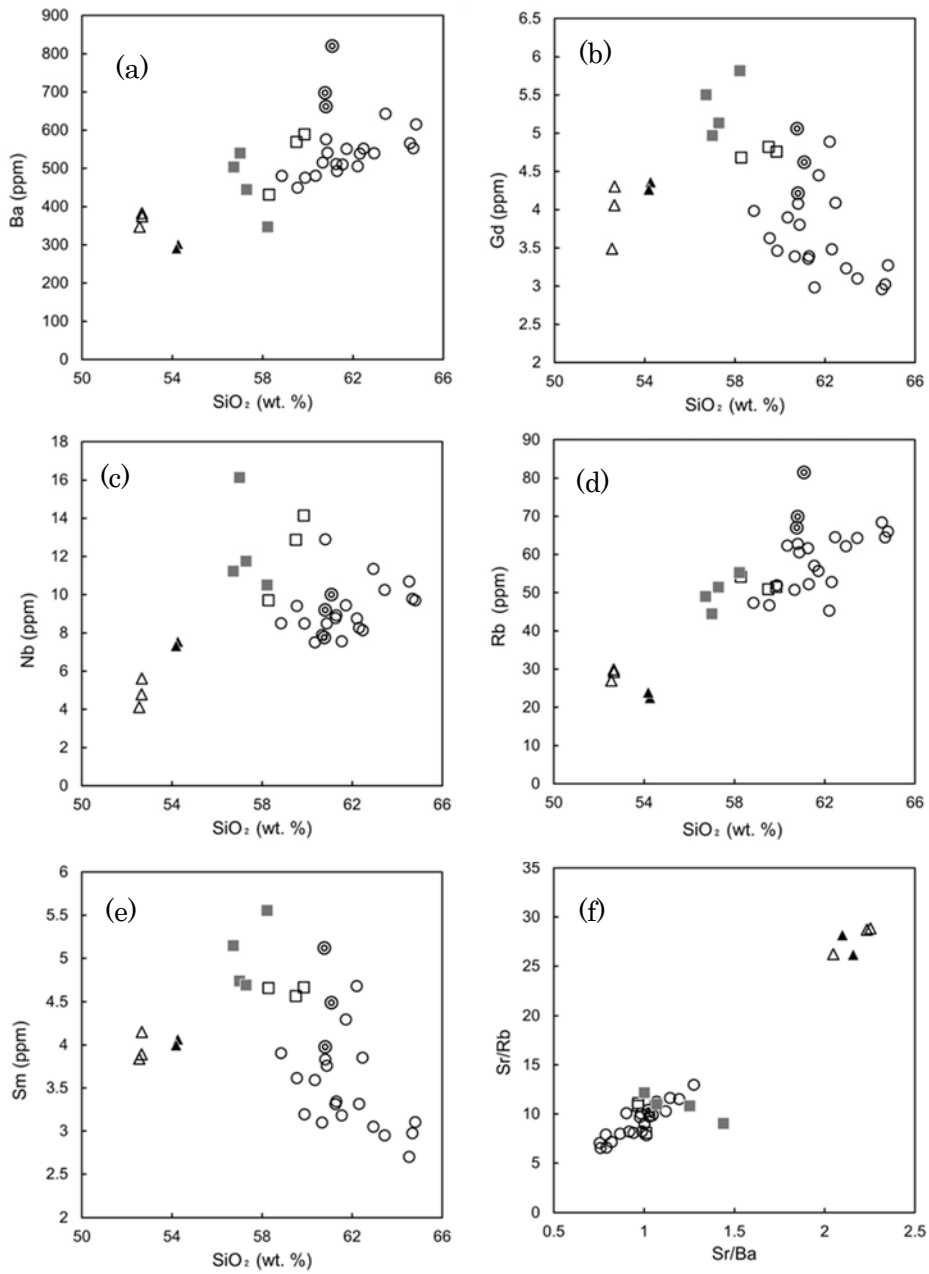 (a)
900
800
700
600
500
400
300
200
100
0
Ba (ppm)
50 54 58 62 66
SiO₂ (wt. %)
(b)
6.5
6
5.5
5
4.5
4
3.5
3
2.5
2
Gd (ppm)
50 54 58 62 66
SiO₂ (wt. %)
(c)
18
16
14
12
10
8
6
4
2
0
Nb (ppm)
50 54 58 62 66
SiO₂ (wt. %)
(d)
90
80
70
60
50
40
30
20
10
0
Rb (ppm)
50 54 58 62 66
SiO₂ (wt. %)
(e)
6
5.5
5
4.5
4
3.5
3
2.5
2
Sm (ppm)
50 54 58 62 66
SiO₂ (wt. %)
(f)
35
30
25
20
15
10
5
0
Sr/Rb
0.5 1 1.5 2 2.5
Sr/Ba